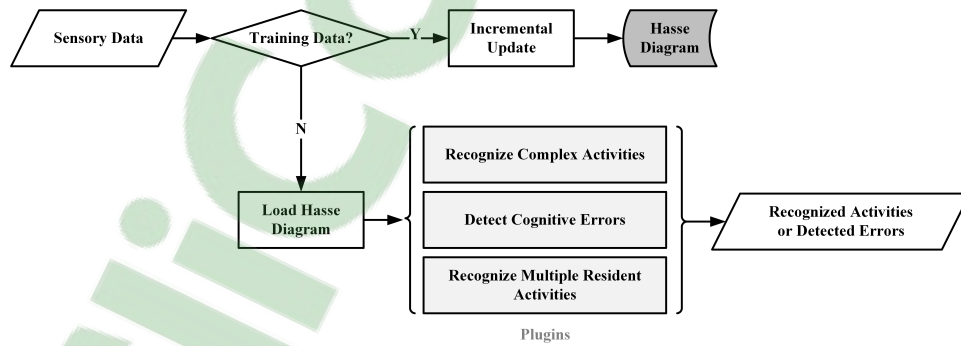 Sensory Data
Training Data?
Y
Incremental
Update
Hasse
Diagram
N
Recognize Complex Activities
Load Hasse
Diagram
Detect Cognitive Errors
Recognized Activities
or Detected Errors
Recognize Multiple Resident
Activities
Plugins